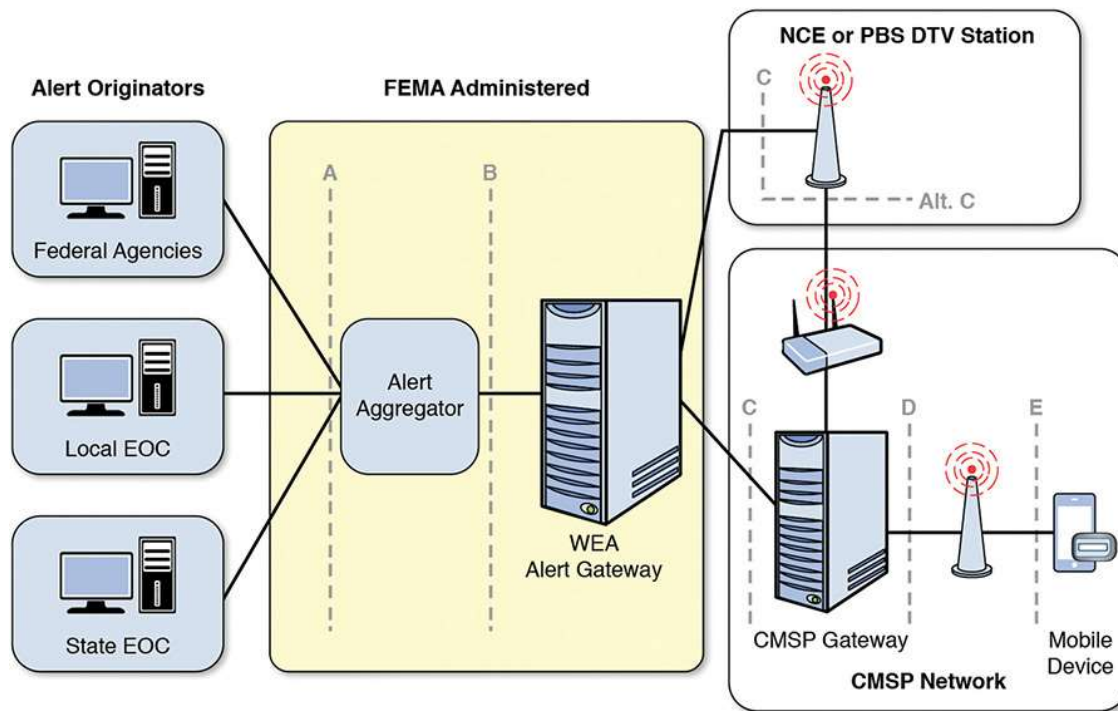 Alert Originators
Federal Agencies
Local EOC
State EOC
FEMA Administered
A
B
Alert
Aggregator
WEA
Alert Gateway
NCE or PBS DTV Station
C
Alt. C
C
D
E
CMSP Gateway
Mobile
Device
CMSP Network